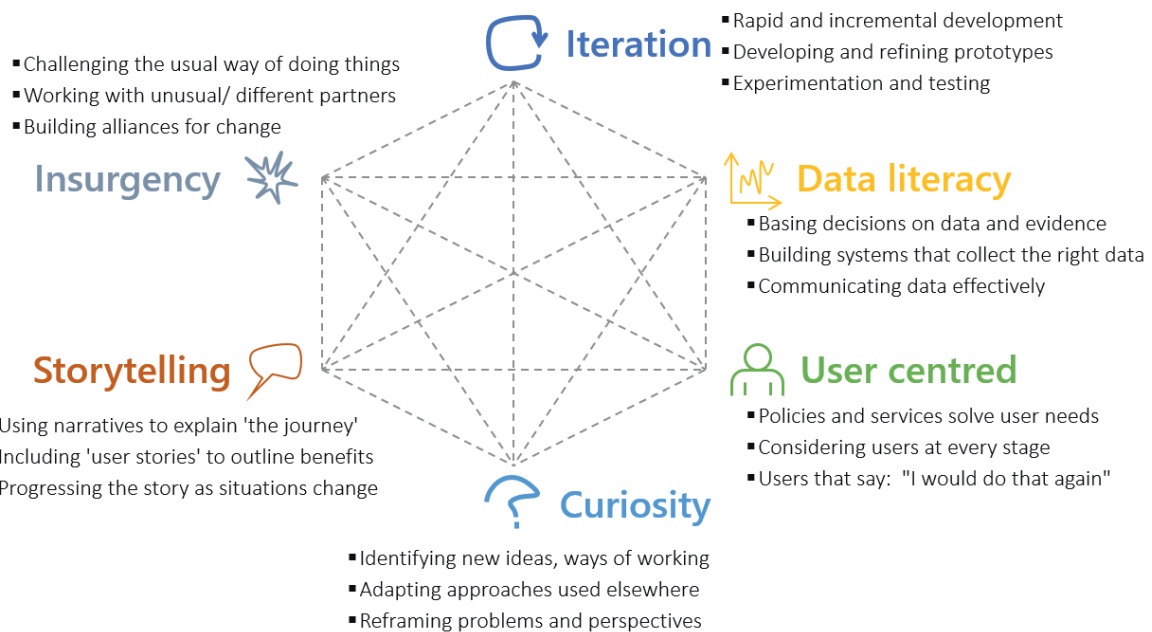 Iteration
▪Rapid and incremental development
▪Developing and refining prototypes
▪Experimentation and testing
▪Challenging the usual way of doing things
▪Working with unusual/ different partners
▪Building alliances for change
Insurgency
Data literacy
▪Basing decisions on data and evidence
▪Building systems that collect the right data
▪Communicating data effectively
Storytelling
Using narratives to explain 'the journey'
Including 'user stories' to outline benefits
Progressing the story as situations change
User centred
▪Policies and services solve user needs
▪Considering users at every stage
▪Users that say:  "I would do that again"
Curiosity
▪Identifying new ideas, ways of working
▪Adapting approaches used elsewhere
▪Reframing problems and perspectives